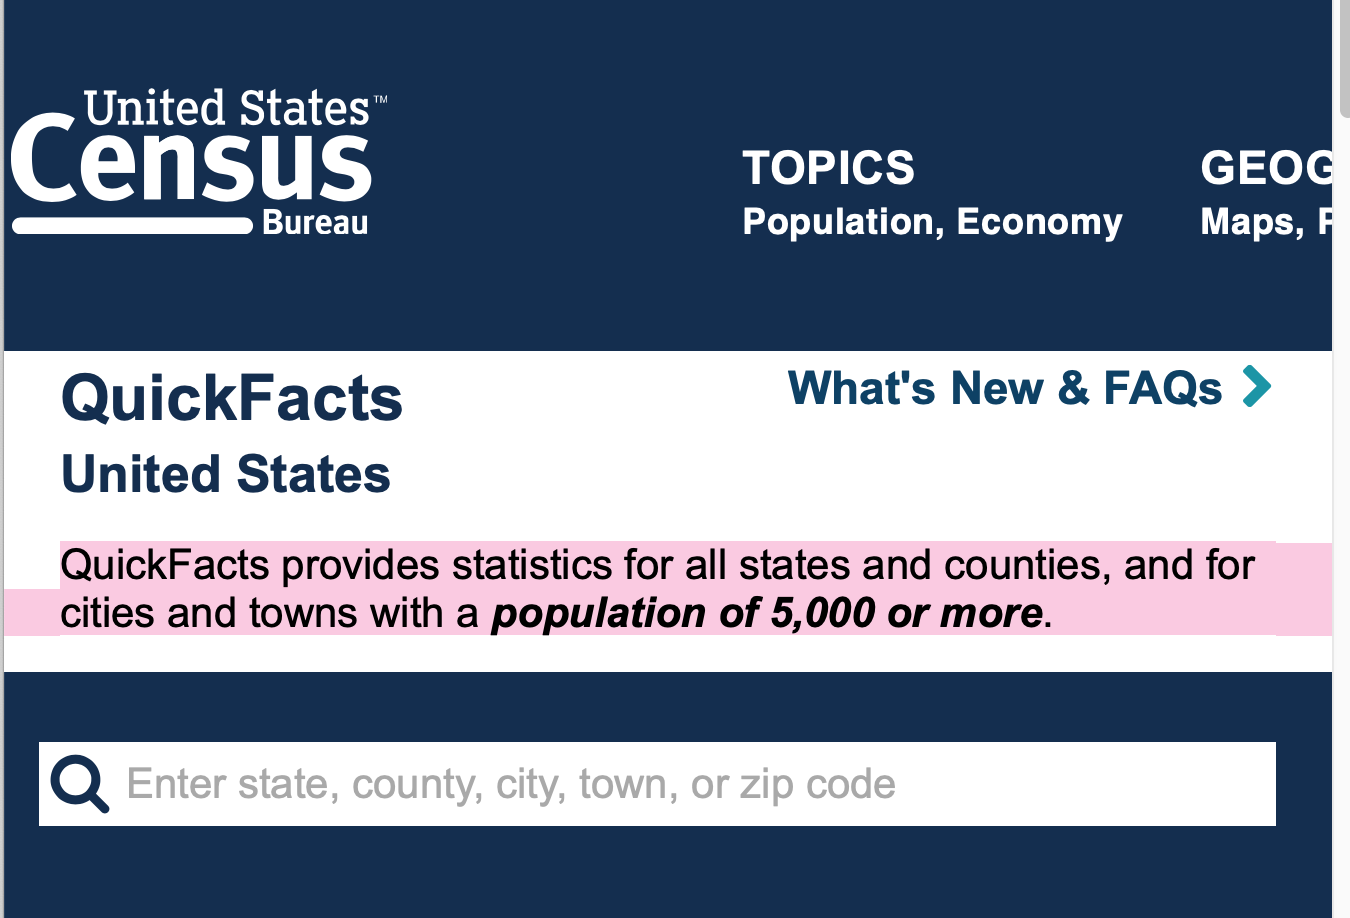 United States™
Census
Bureau
TOPICS
Population, Economy
GEOG
Maps,
QuickFacts
What's New & FAQs
United States
QuickFacts provides statistics for all states and counties, and for
cities and towns with a population of 5,000 or more.
Enter state, county, city, town, or zip code